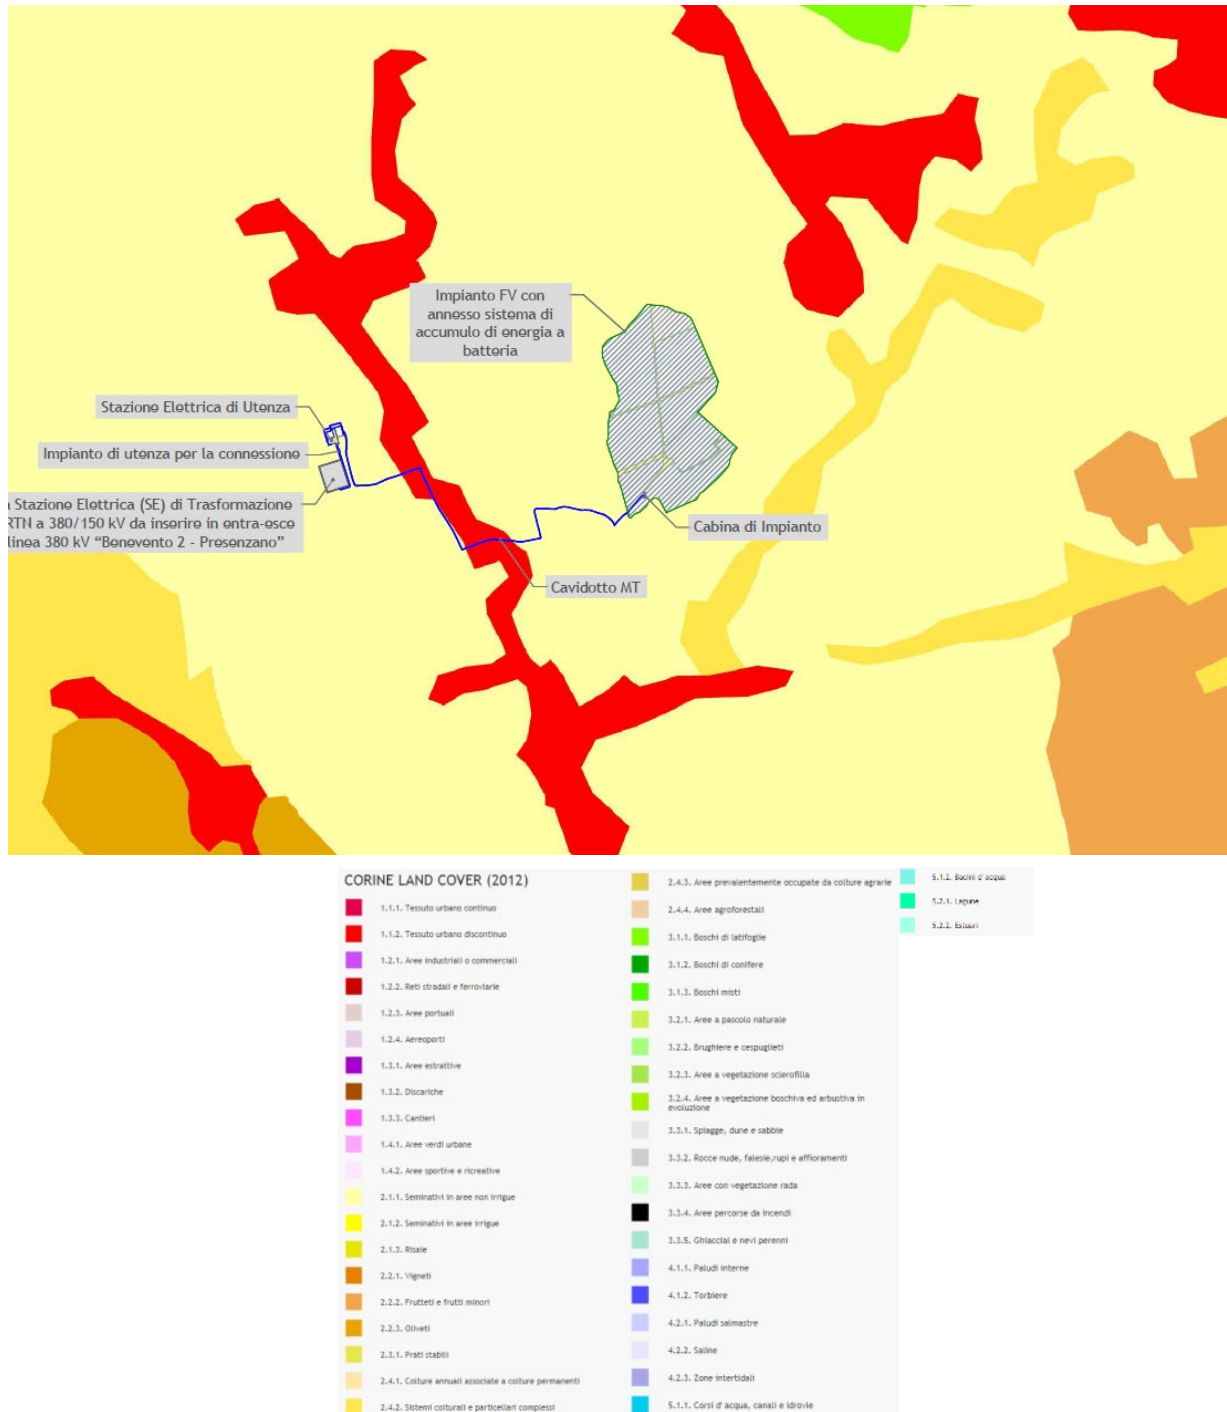 Impianto FV con
annesso sistema di
accumulo di energia a
batteria
Stazione Elettrica di Utenza
Impianto di utenza per la connessione
a Stazione Elettrica (SE) di Trasformazione
RTN a 380/150 kV da inserire in entra-esce
linea 380 kV “Benevento 2 - Presenzano”
Cabina di Impianto
Cavidotto MT
CORINE LAND COVER (2012)
1.1.1. Tessuto urbano continuo
1.1.2. Tessuto urbano discontinuo
1.2.1. Aree industriali o commerciali
1.2.2. Reti stradali e ferroviarie
1.2.3. Aree portuali
1.2.4. Aereoporti
1.3.1. Aree estrattive
1.3.2. Discariche
1.3.3. Cantieri
1.4.1. Aree verdi urbane
1.4.2. Aree sportive e ricreative
2.1.1. Seminativi in aree non irrigue
2.1.2. Seminativi in aree irrigue
2.1.3. Risaie
2.2.1. Vigneti
2.2.2. Frutteti e frutti minori
2.2.3. Oliveti
2.3.1. Prati stabili
2.4.1. Colture annuali associate a colture permanenti
2.4.2. Sistemi colturali e particellari complessi
2.4.3. Aree prevalentemente occupate da colture agrarie
2.4.4. Aree agroforestali
3.1.1. Boschi di latifoglie
3.1.2. Boschi di conifere
3.1.3. Boschi misti
3.2.1. Aree a pascolo naturale
3.2.2. Brughiere e cespuglieti
3.2.3. Aree a vegetazione sclerofilla
3.2.4. Aree a vegetazione boschiva ed arbustiva in
evoluzione
3.3.1. Spiagge, dune e sabbie
3.3.2. Rocce nude, falesie,rupi e affioramenti
3.3.3. Aree con vegetazione rada
3.3.4. Aree percorse da incendi
3.3.5. Ghiacciai e nevi perenni
4.1.1. Paludi interne
4.1.2. Torbiere
4.2.1. Paludi salmastre
4.2.2. Saline
4.2.3. Zone intertidali
5.1.1. Corsi d'acqua, canali e idrovie
5.1.2. Bacini d'acqua
5.2.1. Lagune
5.2.2. Estuari